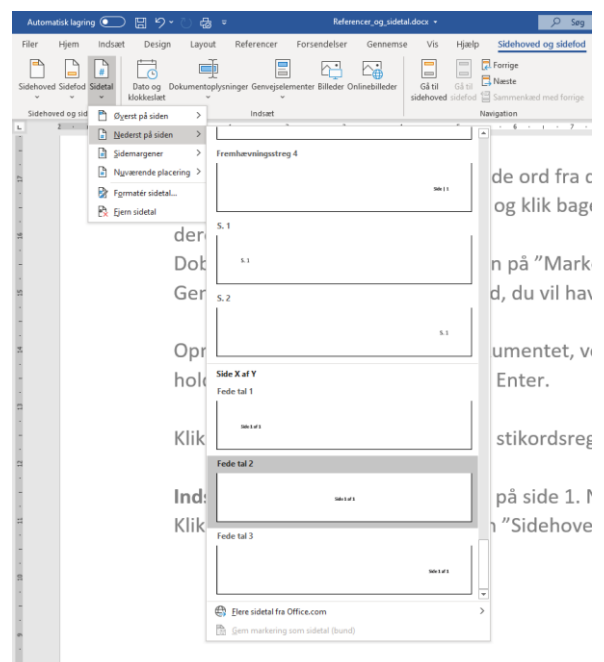 Automatisk lagring
Referencer_og_sidetal.docx
Søg
Filer Hjem Indsæt Design Layout Referencer Forsendelser Gennemse Vis Hjælp Sidehoved og sidefod
Sidehoved Sidefod Sidetal
Dato og klokkeslæt
Dokumentoplysninger
Genvejselementer
Billeder
Onlinebilleder
Gå til sidehoved
Gå til sidefod
Forrige
Næste
Sammenkæd med forrige
Sidehoved og sid
Indsæt
Navigation
Øverst på siden
Nederst på siden
Sidemargener
Nuværende placering
Formatér sidetal...
Fjern sidetal
Fremhævningsstreg 4
Side | 1
S. 1
S. 1
S. 2
S. 1
Side X af Y
Fede tal 1
Side 1 af 1
Fede tal 2
Side 1 af 1
Fede tal 3
Side 1 af 1
Flere sidetal fra Office.com
Gem markering som sidetal (bund)
de ord fra d
og klik bage
der
Dob n på ”Mark
Gen d, du vil hav
Opr umentet, v
hold Enter.
Klik stikordsreg
Inds på side 1. N
Klik n ”Sidehove